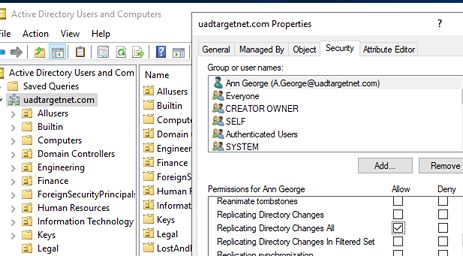 Active Directory Users and Computers
File Action View Help
Active Directory Users and Com
Saved Queries
uadtargetnet.com
Allusers
Builtin
Computers
Domain Controllers
Engineering
Finance
ForeignSecurityPrincipals
Human Resources
Information Technology
Keys
Legal
Name
Allusers
Builtin
Compute
Domain
Engineering
Finance
ForeignS
Human R
Informat
Keys
Legal
LostAndF
uadtargetnet.com Properties
?
General Managed By Object Security Attribute Editor
Group or user names:
Ann George (A.George@uadtargetnet.com)
Everyone
CREATOR OWNER
SELF
Authenticated Users
SYSTEM
Add... Remove
Permissions for Ann George Allow Deny
Reanimate tombstones
Replicating Directory Changes
Replicating Directory Changes All
Replicating Directory Changes In Filtered Set
Replication synchronization